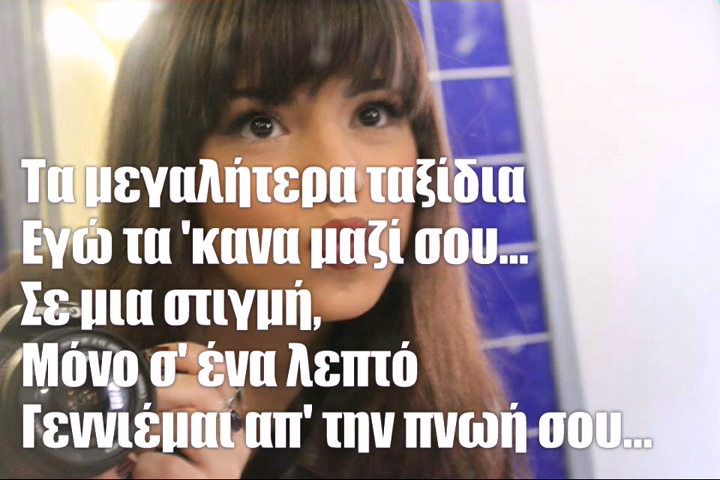 Τα μεγαλήτερα ταξίδια
Εγώ τα 'κανα μαζί σου...
Σε μια στιγμή,
Μόνο σ' ένα λεπτό
Γεννιέμαι απ' την πνωή σου...